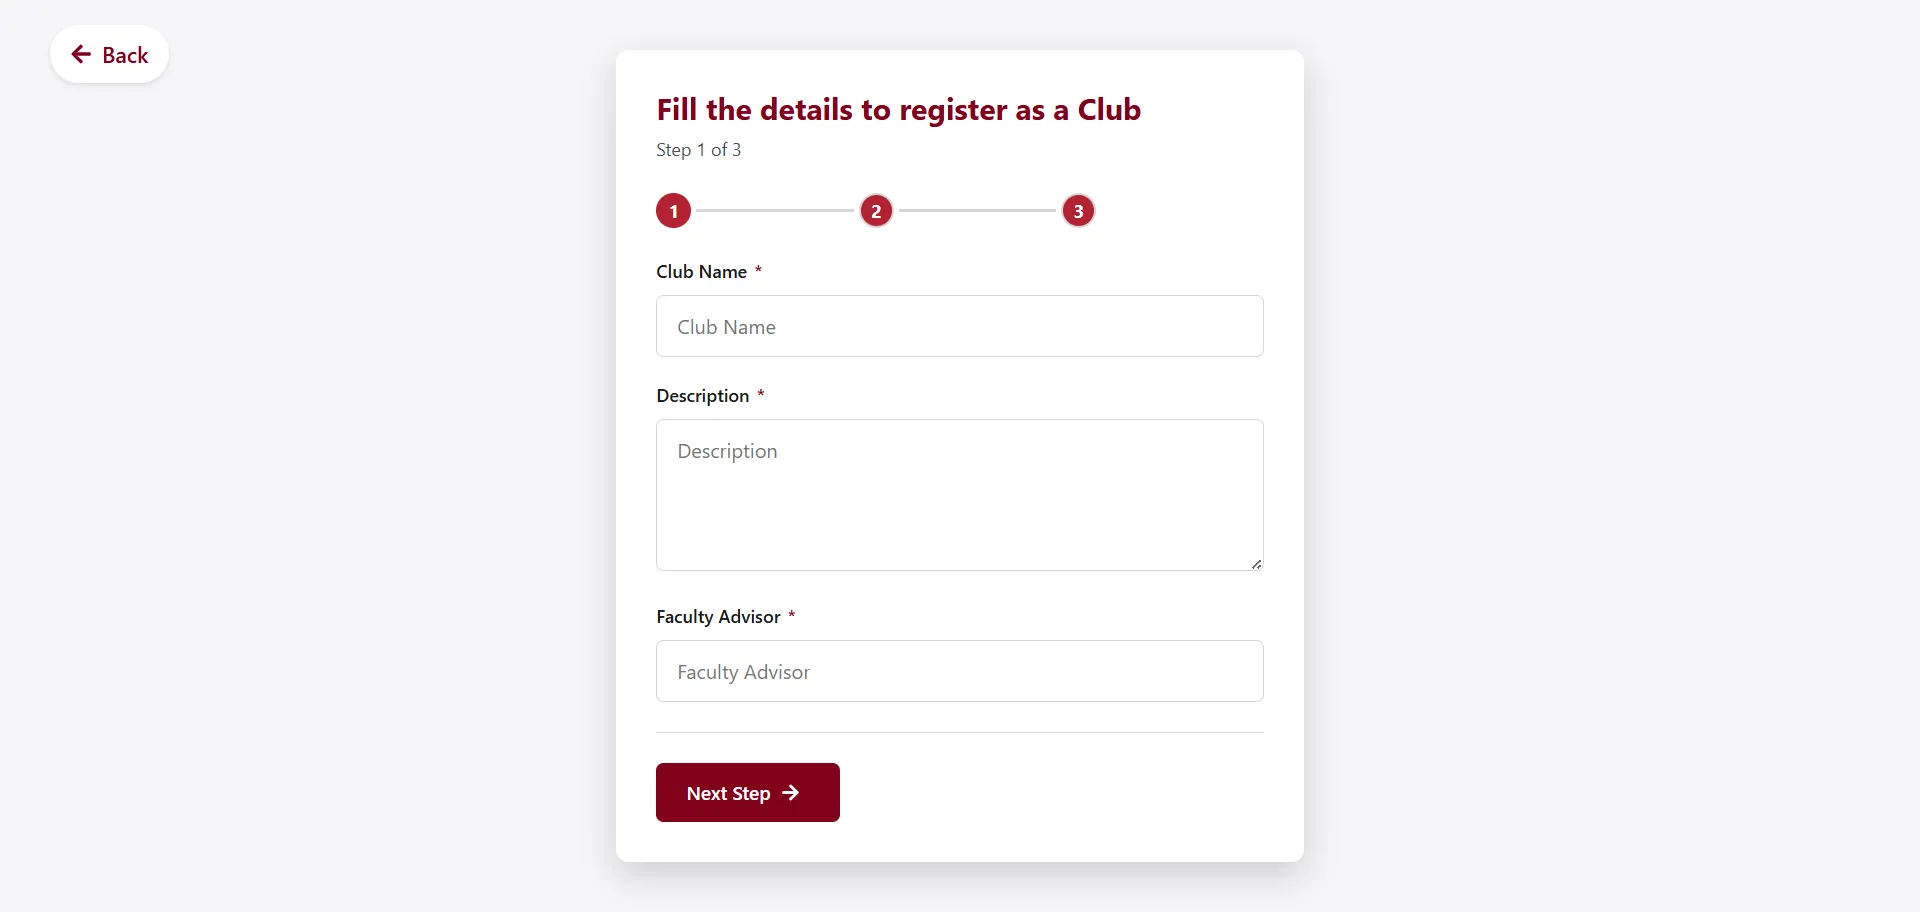 Back
Fill the details to register as a Club
Step 1 of 3
1 2 3
Club Name *
Club Name
Description *
Description
Faculty Advisor *
Faculty Advisor
Next Step